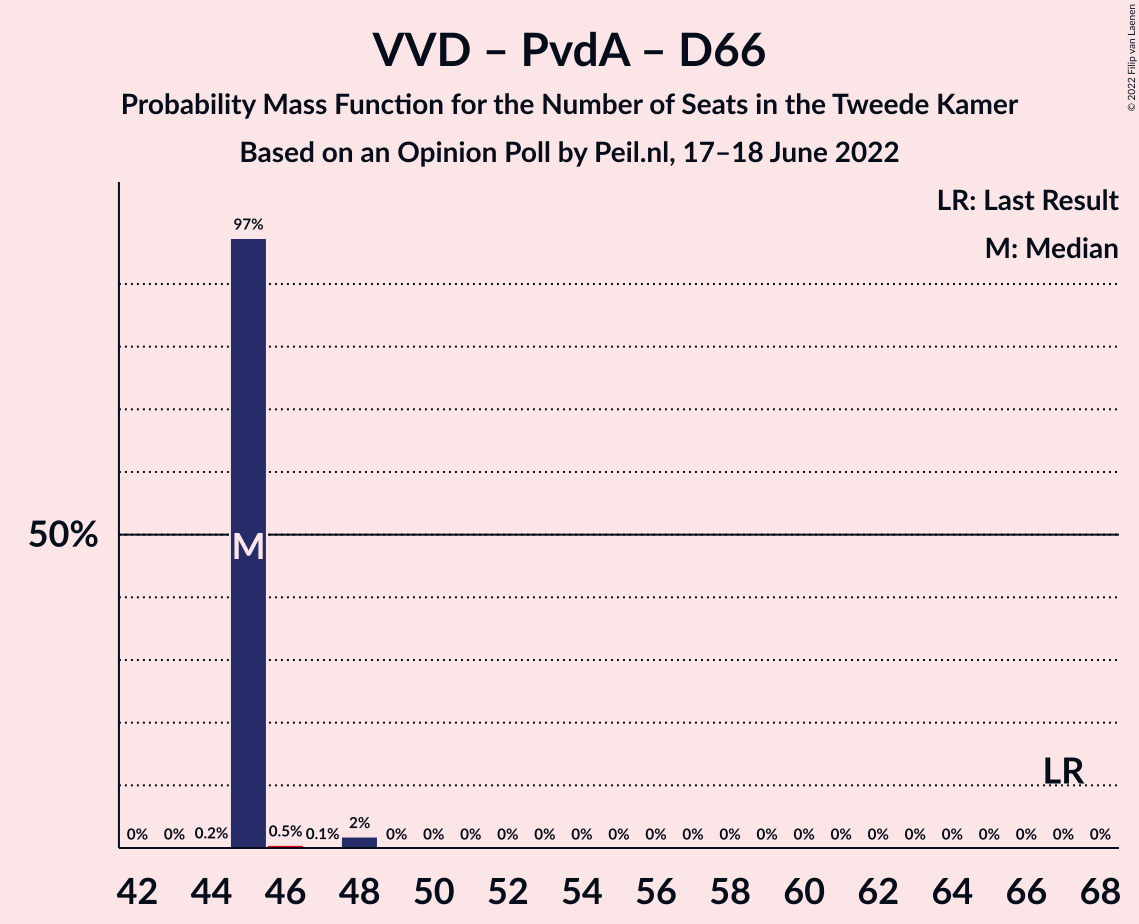 VVD – PvdA – D66
Probability Mass Function for the Number of Seats in the Tweede Kamer
Based on an Opinion Poll by Peil.nl, 17–18 June 2022
© 2022 Filip van Laenen
LR: Last Result
M: Median
97%
50%
M
LR
0% 0% 0.2% 0.5% 0.1% 2% 0% 0% 0% 0% 0% 0% 0% 0% 0% 0% 0% 0% 0% 0% 0% 0% 0% 0% 0% 0%
42 44 46 48 50 52 54 56 58 60 62 64 66 68